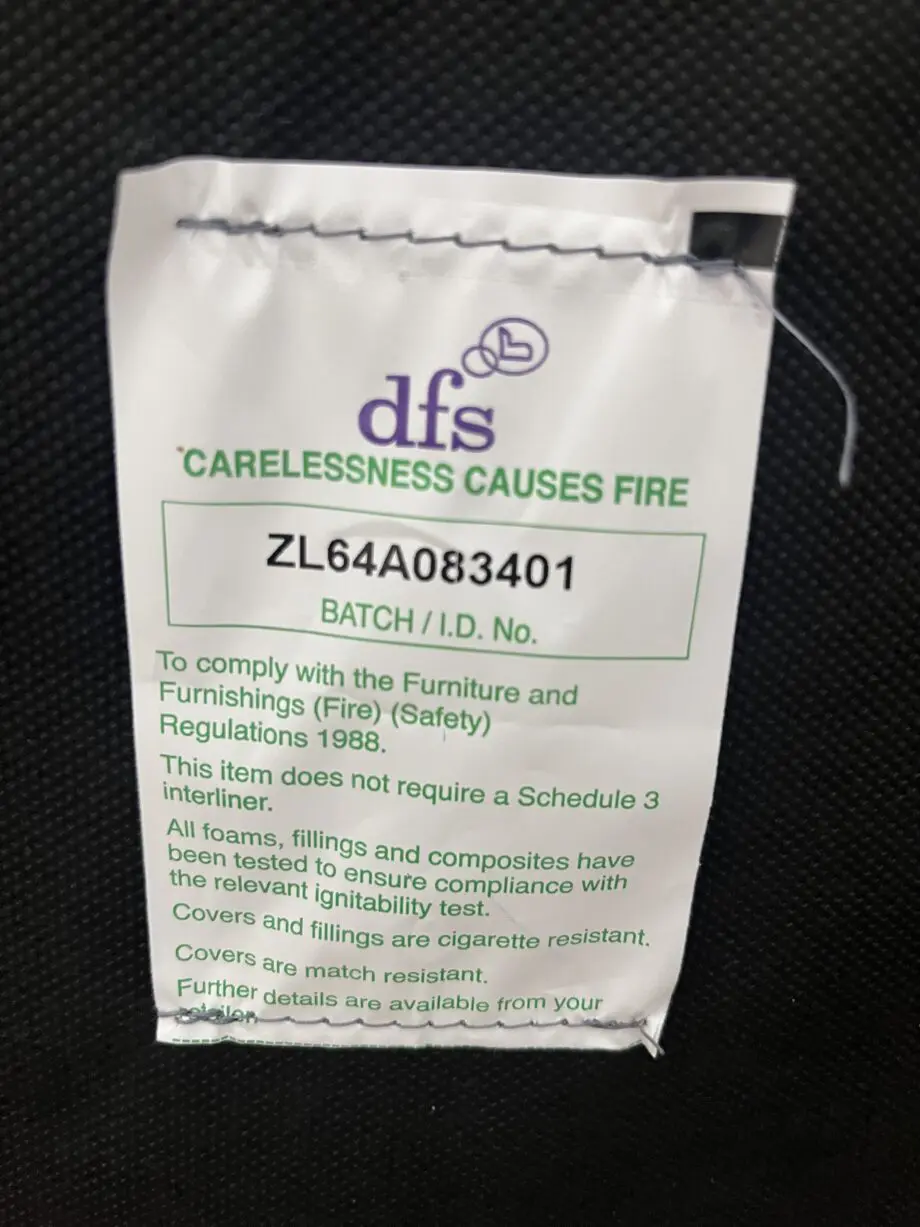 dfs
CARELESSNESS CAUSES FIRE
ZL64A083401
BATCH / I.D. No.
To comply with the Furniture and
Furnishings (Fire) (Safety)
Regulations 1988.
This item does not require a Schedule 3
interliner.
All foams, fillings and composites have
been tested to ensure compliance with
the relevant ignitability test.
Covers and fillings are cigarette resistant.
Covers are match resistant.
Further details are available from your
retailer.